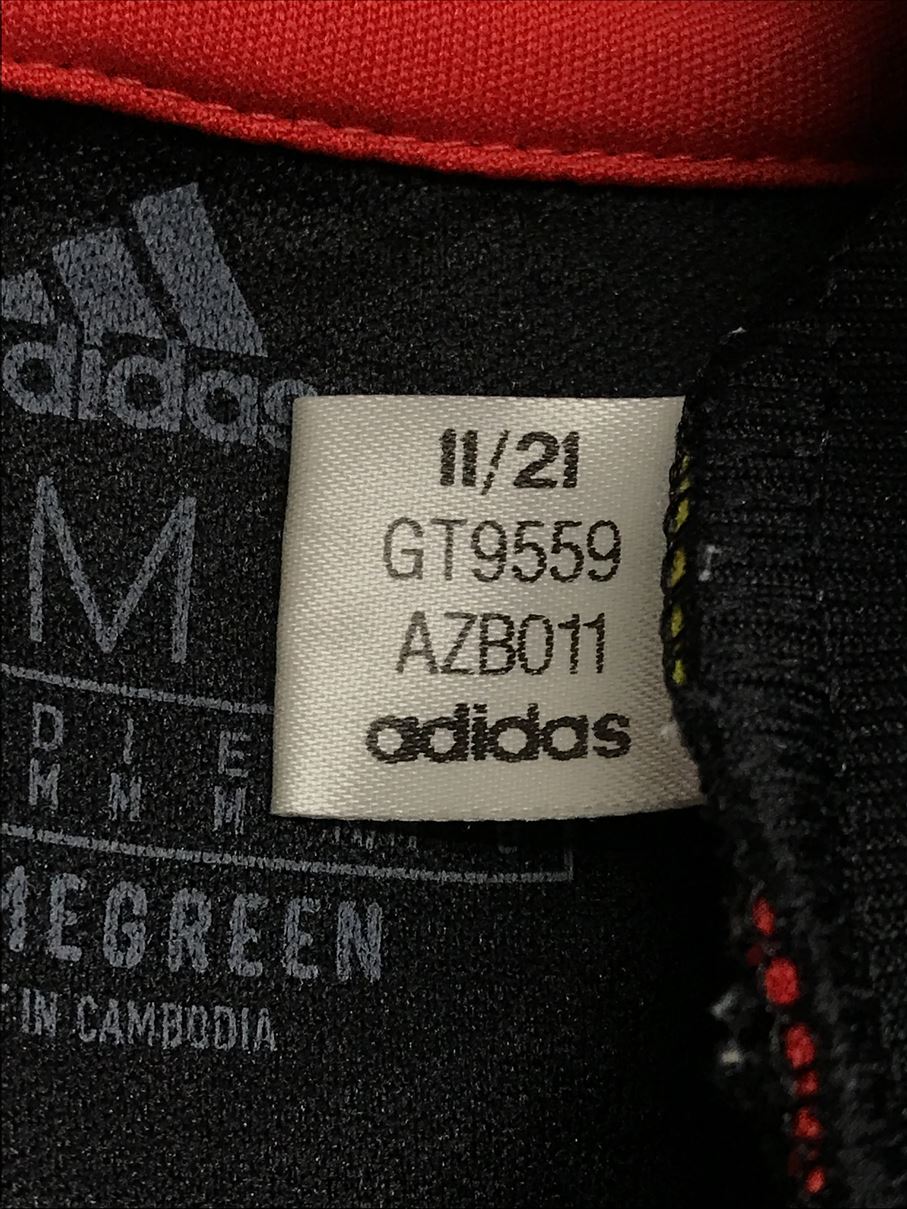 adidas
M
D I E
M M M
MEGREEN
IN CAMBODIA
11/21
GT9559
AZB011
adidas